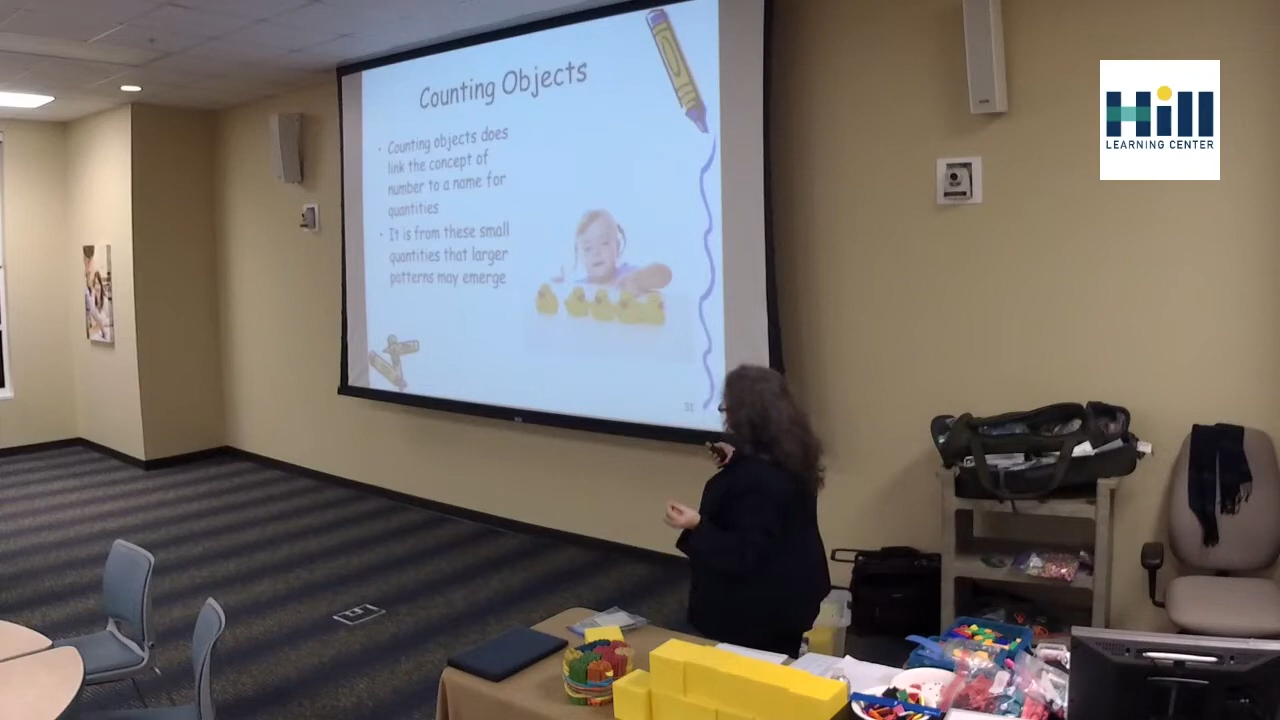 Counting Objects
• Counting objects does
link the concept of
number to a name for
quantities
• It is from these small
quantities that larger
patterns may emerge
31
Hill
LEARNING CENTER